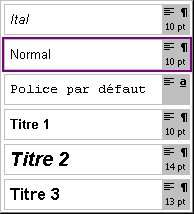 Ital ¶
10 pt
Normal ¶
10 pt
Police par défaut a
Titre 1 ¶
10 pt
Titre 2 ¶
14 pt
Titre 3 ¶
13 pt